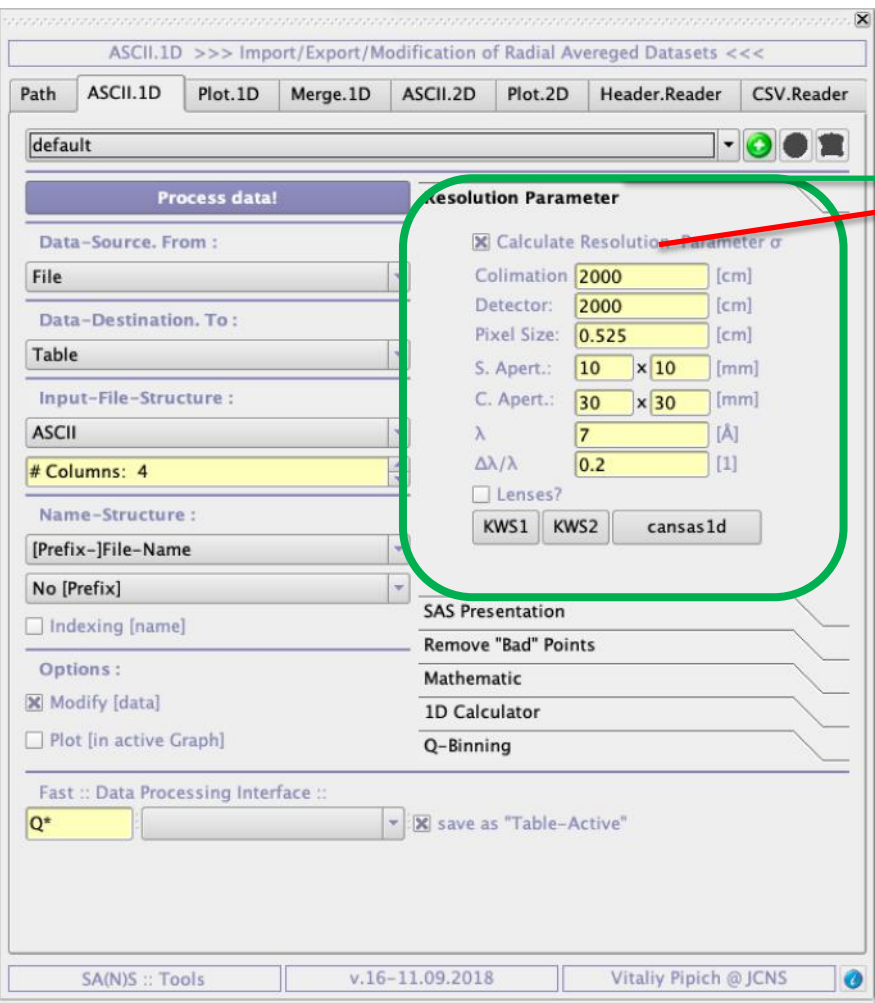 ASCII.1D >>> Import/Export/Modification of Radial Avereged Datasets <<<
Path ASCII.1D Plot.1D Merge.1D ASCII.2D Plot.2D Header.Reader CSV.Reader
default
Process data!
Data-Source. From :
File
Data-Destination. To :
Table
Input-File-Structure :
ASCII
# Columns: 4
Name-Structure :
[Prefix-]File-Name
No [Prefix]
Indexing [name]
Options :
Modify [data]
Plot [in active Graph]
Resolution Parameter
Calculate Resolution Parameter σ
Colimation 2000 [cm]
Detector: 2000 [cm]
Pixel Size: 0.525 [cm]
S. Apert.: 10 x 10 [mm]
C. Apert.: 30 x 30 [mm]
λ 7 [Å]
Δλ/λ 0.2 [1]
Lenses?
KWS1 KWS2 cansas1d
SAS Presentation
Remove "Bad" Points
Mathematic
1D Calculator
Q-Binning
Fast :: Data Processing Interface ::
Q* save as "Table-Active"
SA(N)S :: Tools v.16-11.09.2018 Vitaliy Pipich @ JCNS